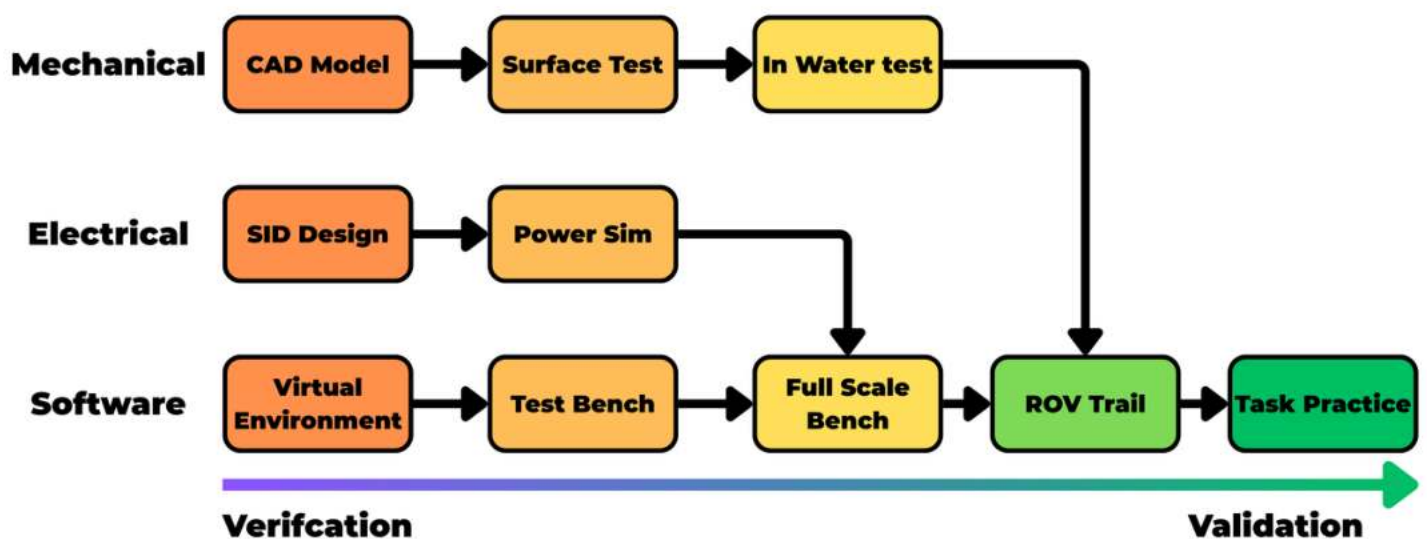 Mechanical
CAD Model
Surface Test
In Water test
Electrical
SID Design
Power Sim
Software
Virtual
Environment
Test Bench
Full Scale
Bench
ROV Trail
Task Practice
Verifcation
Validation